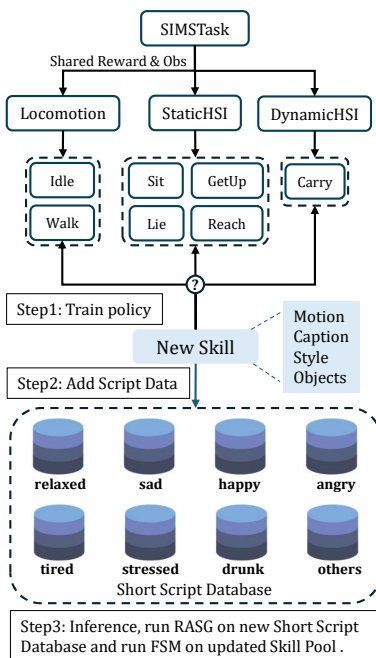 SIMSTask
Shared Reward & Obs
Locomotion
StaticHSI
DynamicHSI
Idle
Walk
Sit
GetUp
Lie
Reach
Carry
?
Step1: Train policy
New Skill
Motion
Caption
Style
Objects
Step2: Add Script Data
relaxed
sad
happy
angry
tired
stressed
drunk
others
Short Script Database
Step3: Inference, run RASG on new Short Script
Database and run FSM on updated Skill Pool .